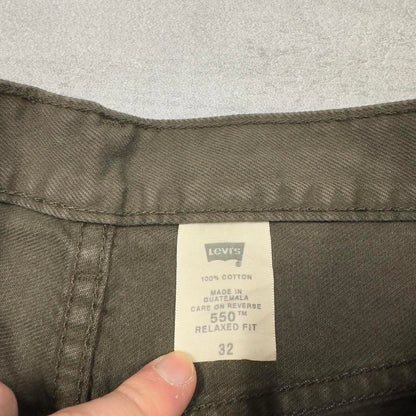 Levi's
®
100% COTTON
MADE IN
GUATEMALA
CARE ON REVERSE
550™
RELAXED FIT
32